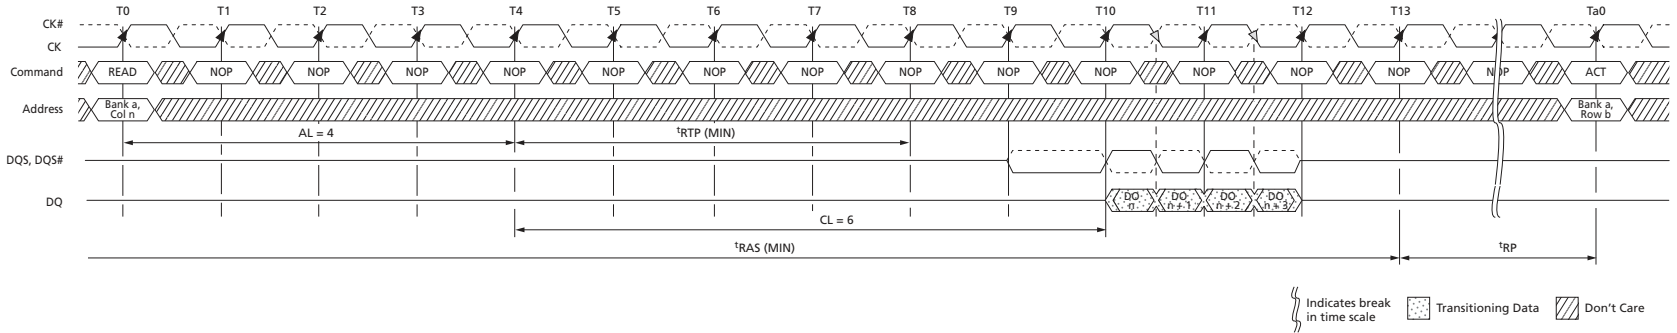 T0 T1 T2 T3 T4 T5 T6 T7 T8 T9 T10 T11 T12 T13 Ta0
CK#
CK
Command READ NOP NOP NOP NOP NOP NOP NOP NOP NOP NOP NOP NOP NOP NOP ACT
Address Bank a, Col n Bank a, Row b
AL = 4 tRTP (MIN)
DQS, DQS#
DQ DO n DO n + 1 DO n + 2 DO n + 3
CL = 6
tRAS (MIN) tRP
Indicates break in time scale Transitioning Data Don't Care